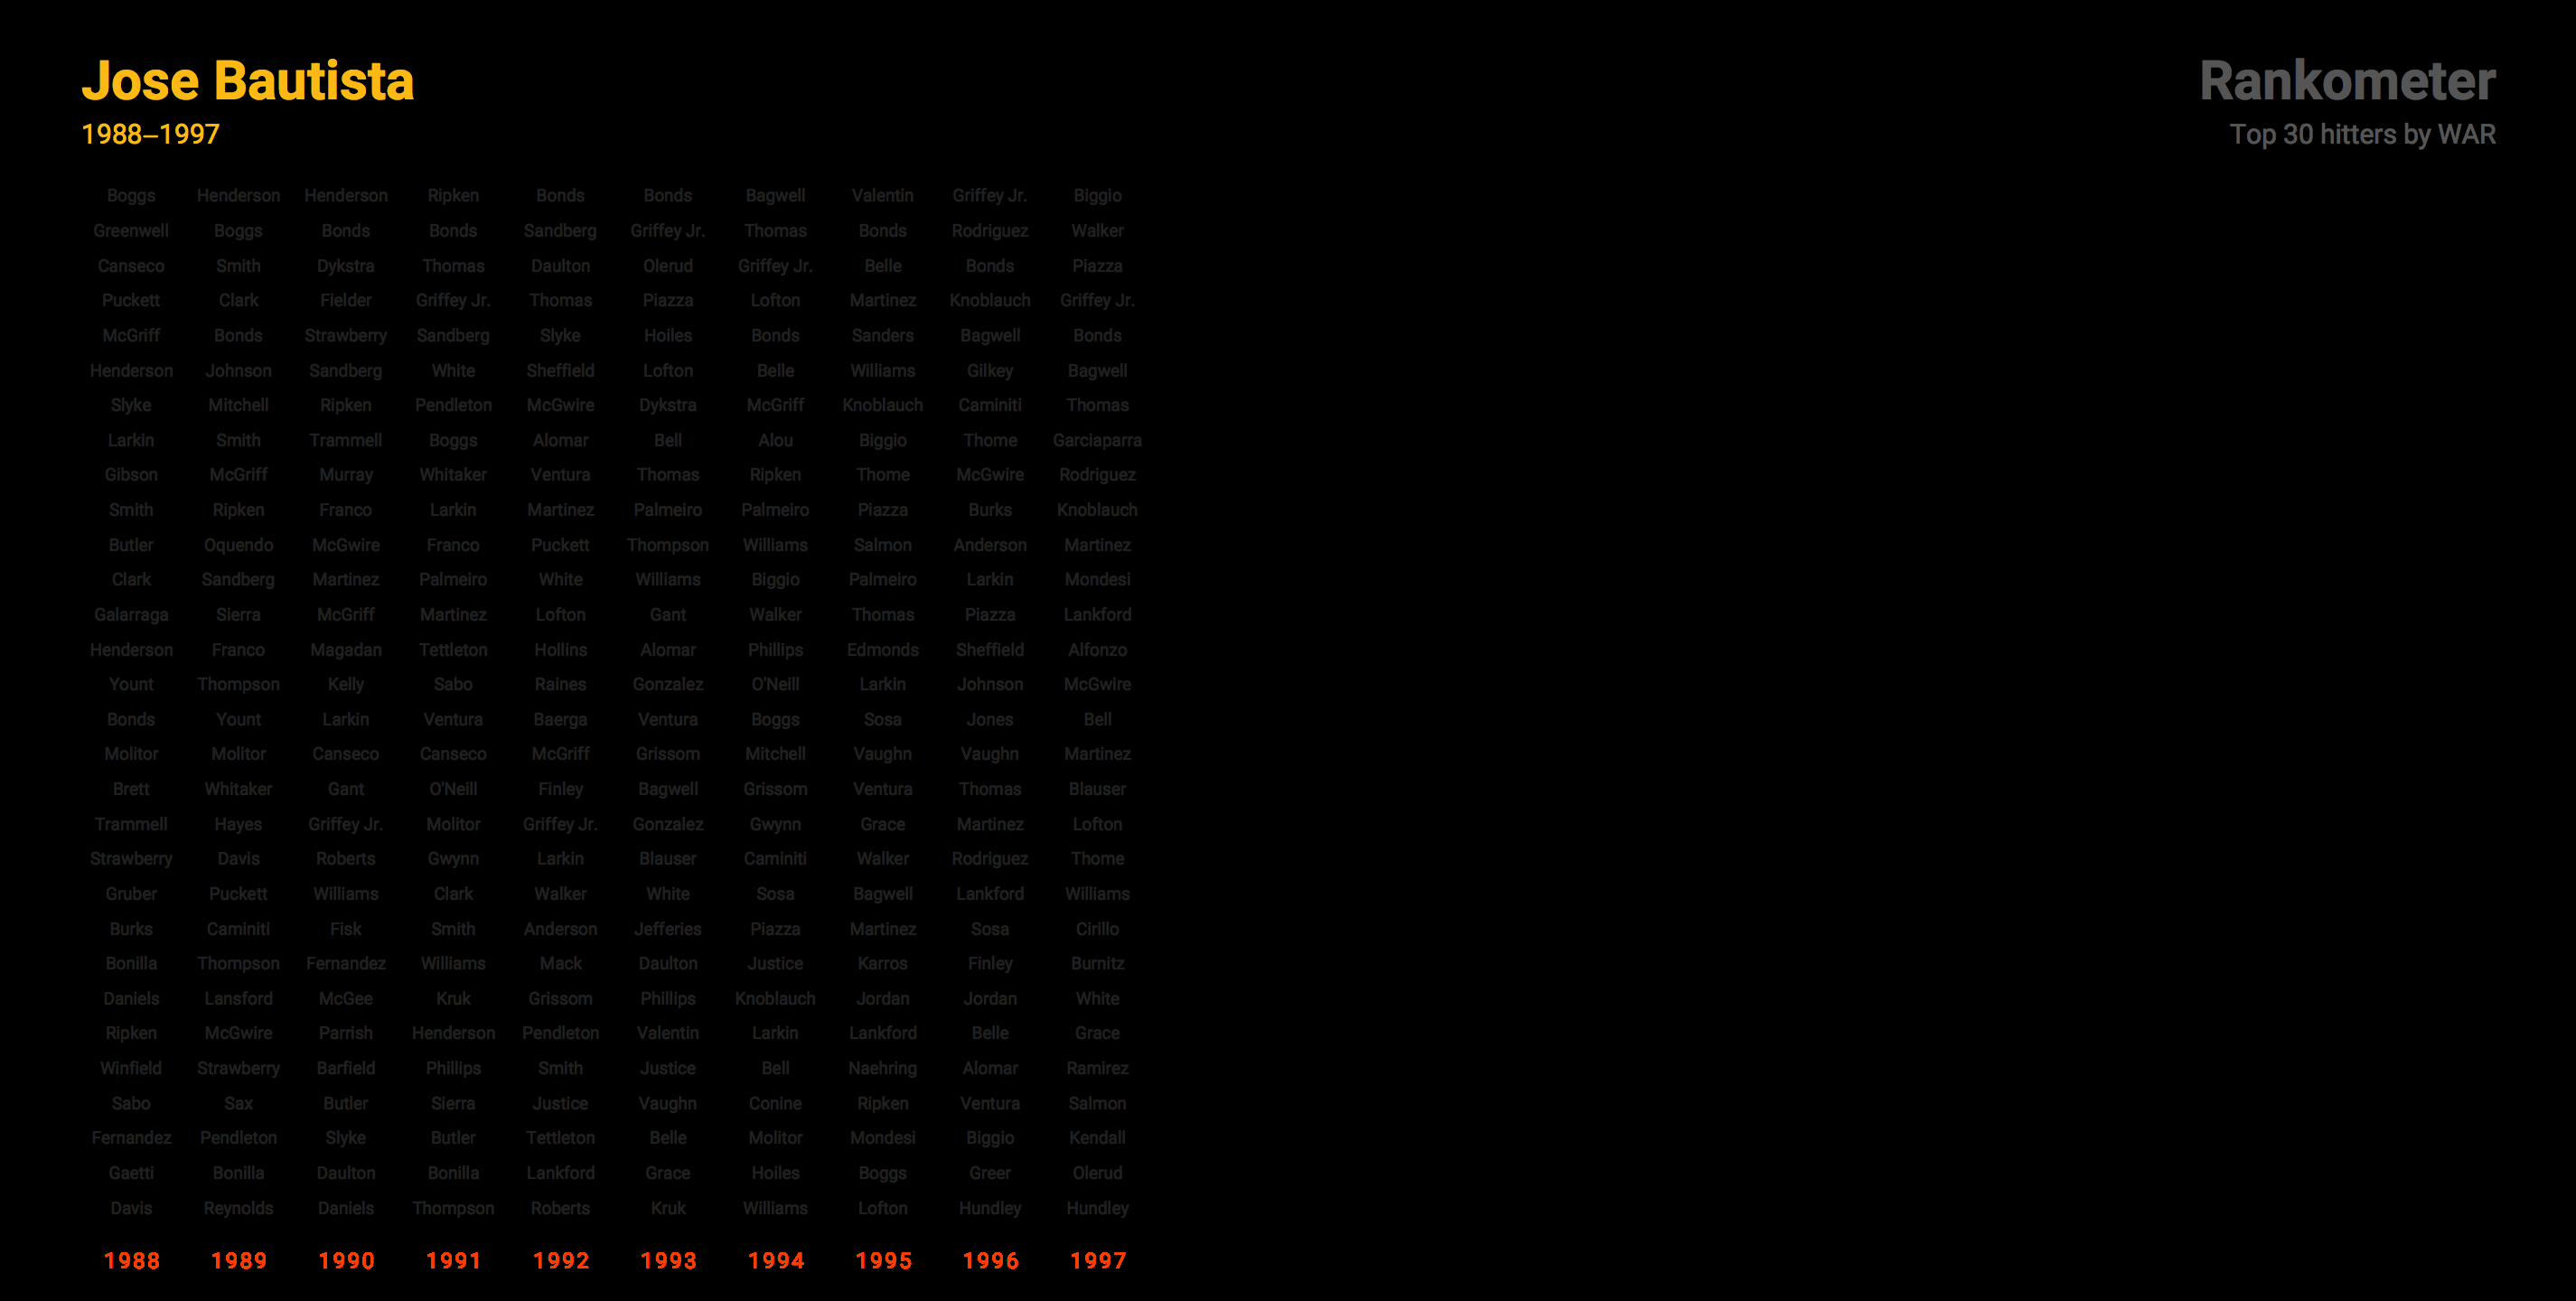 Jose Bautista
1988–1997
Rankometer
Top 30 hitters by WAR
Boggs Henderson Henderson Ripken Bonds Bonds Bagwell Valentin Griffey Jr. Biggio
Greenwell Boggs Bonds Bonds Sandberg Griffey Jr. Thomas Bonds Rodriguez Walker
Canseco Smith Dykstra Thomas Daulton Olerud Griffey Jr. Belle Bonds Piazza
Puckett Clark Fielder Griffey Jr. Thomas Piazza Lofton Martinez Knoblauch Griffey Jr.
McGriff Bonds Strawberry Sandberg Slyke Hoiles Bonds Sanders Bagwell Bonds
Henderson Johnson Sandberg White Sheffield Lofton Belle Williams Gilkey Bagwell
Slyke Mitchell Ripken Pendleton McGwire Dykstra McGriff Knoblauch Caminiti Thomas
Larkin Smith Trammell Boggs Alomar Bell Alou Biggio Thome Garciaparra
Gibson McGriff Murray Whitaker Ventura Thomas Ripken Thome McGwire Rodriguez
Smith Ripken Franco Larkin Martinez Palmeiro Palmeiro Piazza Burks Knoblauch
Butler Oquendo McGwire Franco Puckett Thompson Williams Salmon Anderson Martinez
Clark Sandberg Martinez Palmeiro White Williams Biggio Palmeiro Larkin Mondesi
Galarraga Sierra McGriff Martinez Lofton Gant Walker Thomas Piazza Lankford
Henderson Franco Magadan Tettleton Hollins Alomar Phillips Edmonds Sheffield Alfonzo
Yount Thompson Kelly Sabo Raines Gonzalez O'Neill Larkin Johnson McGwire
Bonds Yount Larkin Ventura Baerga Ventura Boggs Sosa Jones Bell
Molitor Molitor Canseco Canseco McGriff Grissom Mitchell Vaughn Vaughn Martinez
Brett Whitaker Gant O'Neill Finley Bagwell Grissom Ventura Thomas Blauser
Trammell Hayes Griffey Jr. Molitor Griffey Jr. Gonzalez Gwynn Grace Martinez Lofton
Strawberry Davis Roberts Gwynn Larkin Blauser Caminiti Walker Rodriguez Thome
Gruber Puckett Williams Clark Walker White Sosa Bagwell Lankford Williams
Burks Caminiti Fisk Smith Anderson Jefferies Piazza Martinez Sosa Cirillo
Bonilla Thompson Fernandez Williams Mack Daulton Justice Karros Finley Burnitz
Daniels Lansford McGee Kruk Grissom Phillips Knoblauch Jordan Jordan White
Ripken McGwire Parrish Henderson Pendleton Valentin Larkin Lankford Belle Grace
Winfield Strawberry Barfield Phillips Smith Justice Bell Naehring Alomar Ramirez
Sabo Sax Butler Sierra Justice Vaughn Conine Ripken Ventura Salmon
Fernandez Pendleton Slyke Butler Tettleton Belle Molitor Mondesi Biggio Kendall
Gaetti Bonilla Daulton Bonilla Lankford Grace Hoiles Boggs Greer Olerud
Davis Reynolds Daniels Thompson Roberts Kruk Williams Lofton Hundley Hundley
1988 1989 1990 1991 1992 1993 1994 1995 1996 1997